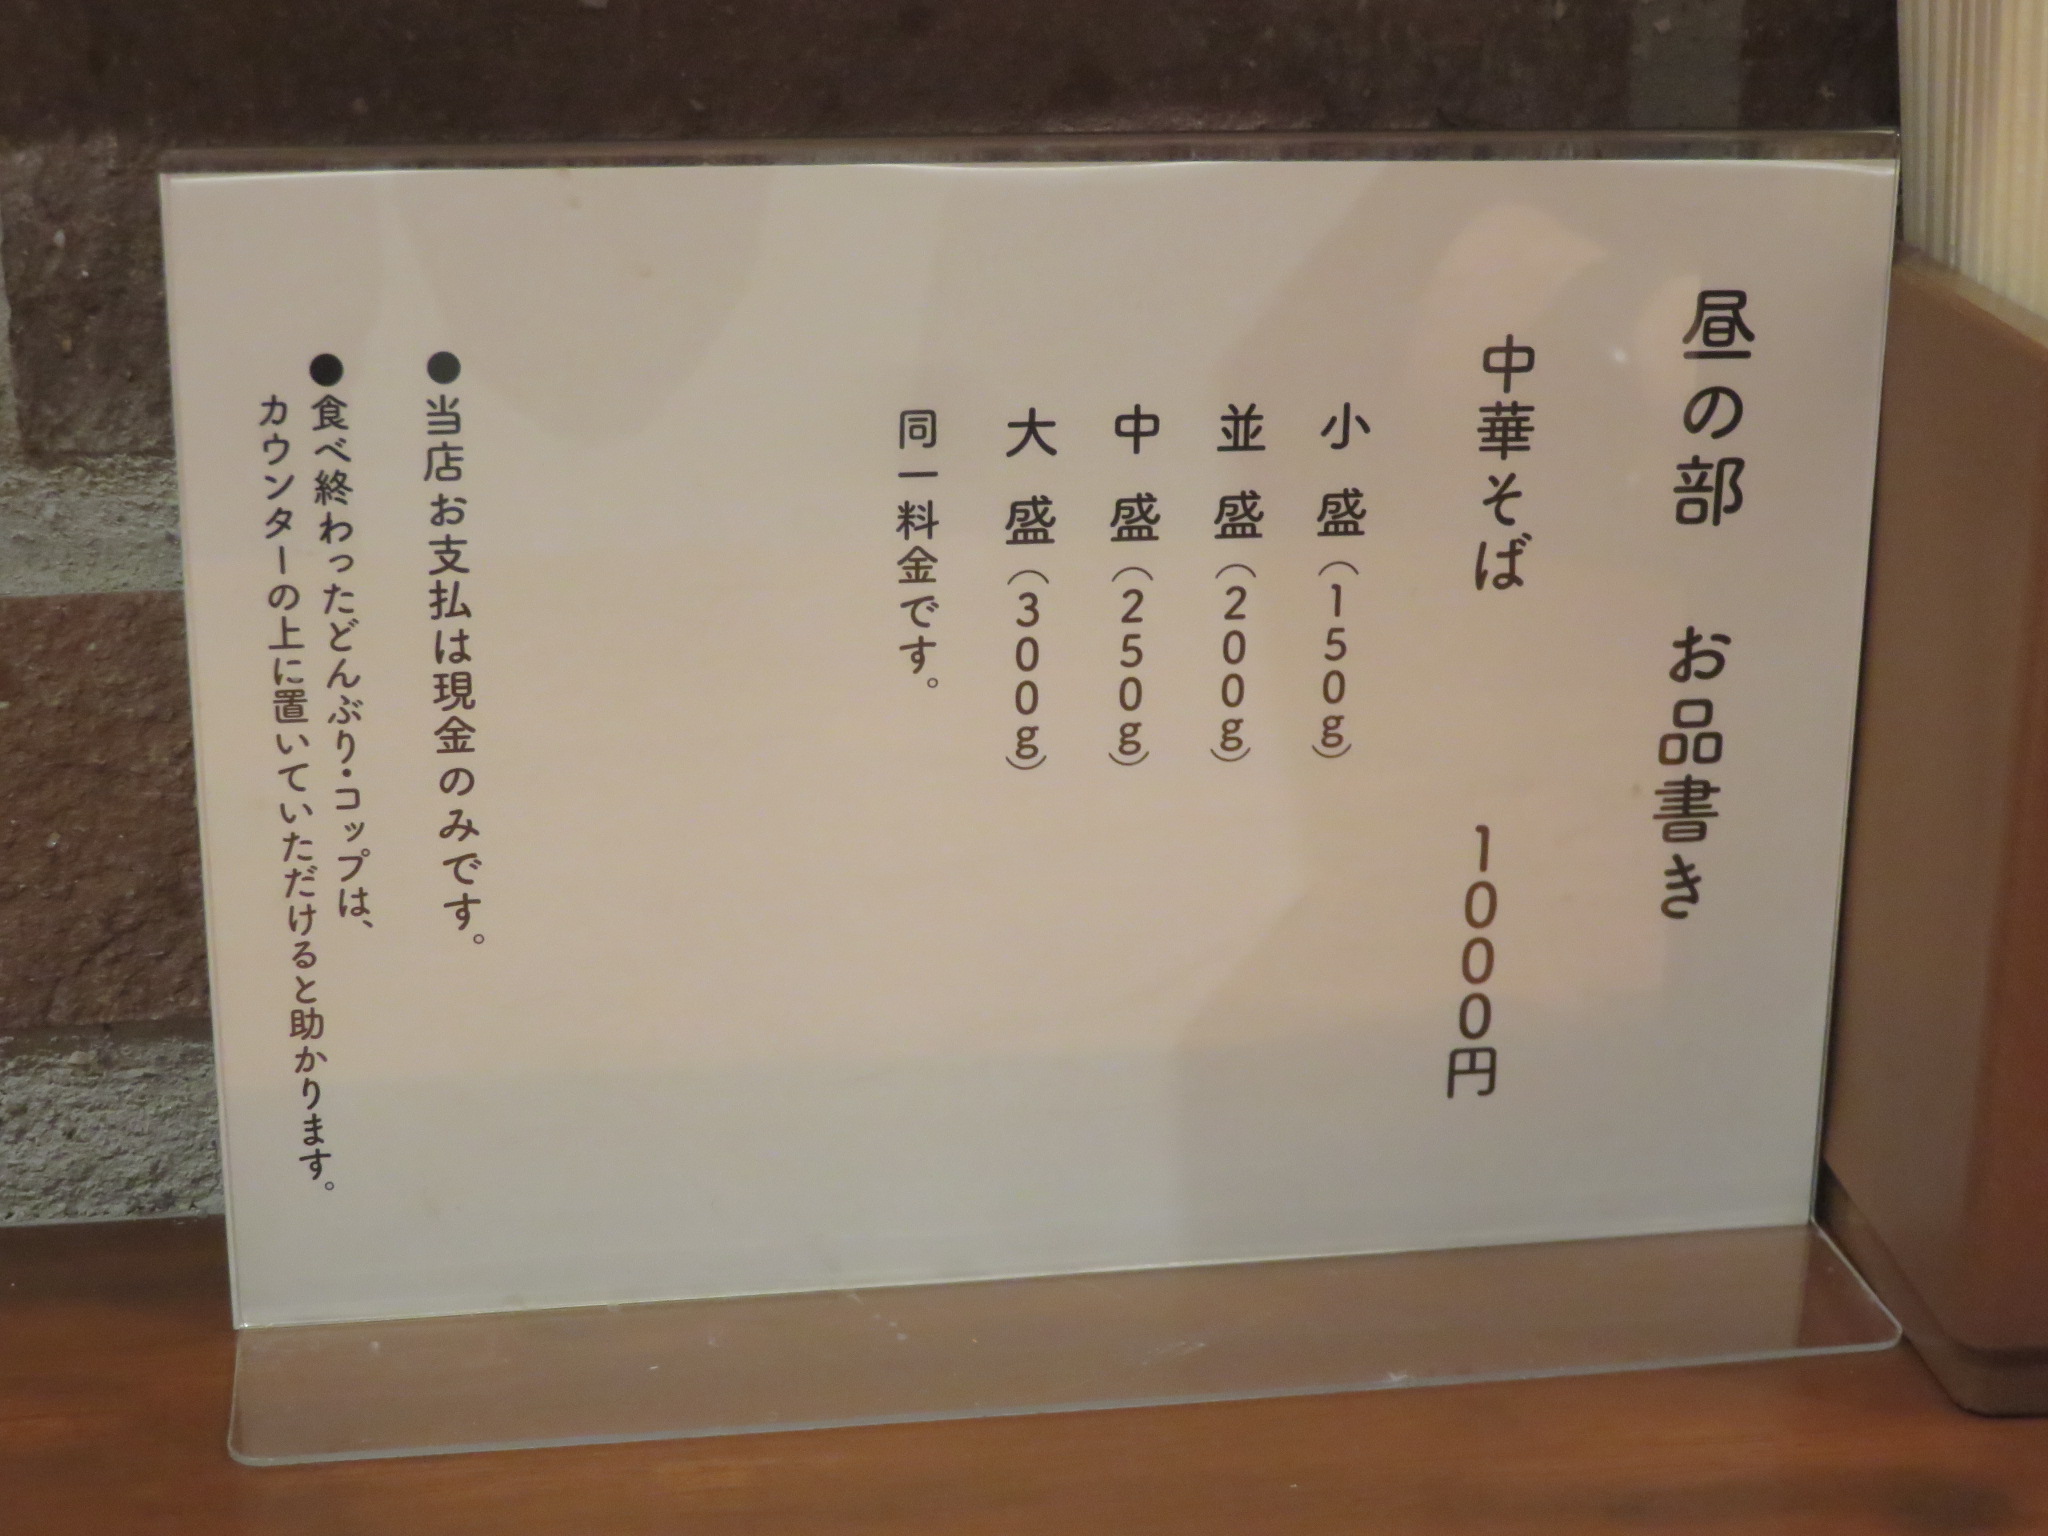 昼の部　お品書き
中華そば　1000円
小盛（150g）
並盛（200g）
中盛（250g）
大盛（300g）
同一料金です。
●当店お支払は現金のみです。
●食べ終わったどんぶり・コップは、
カウンターの上に置いていただけると助かります。